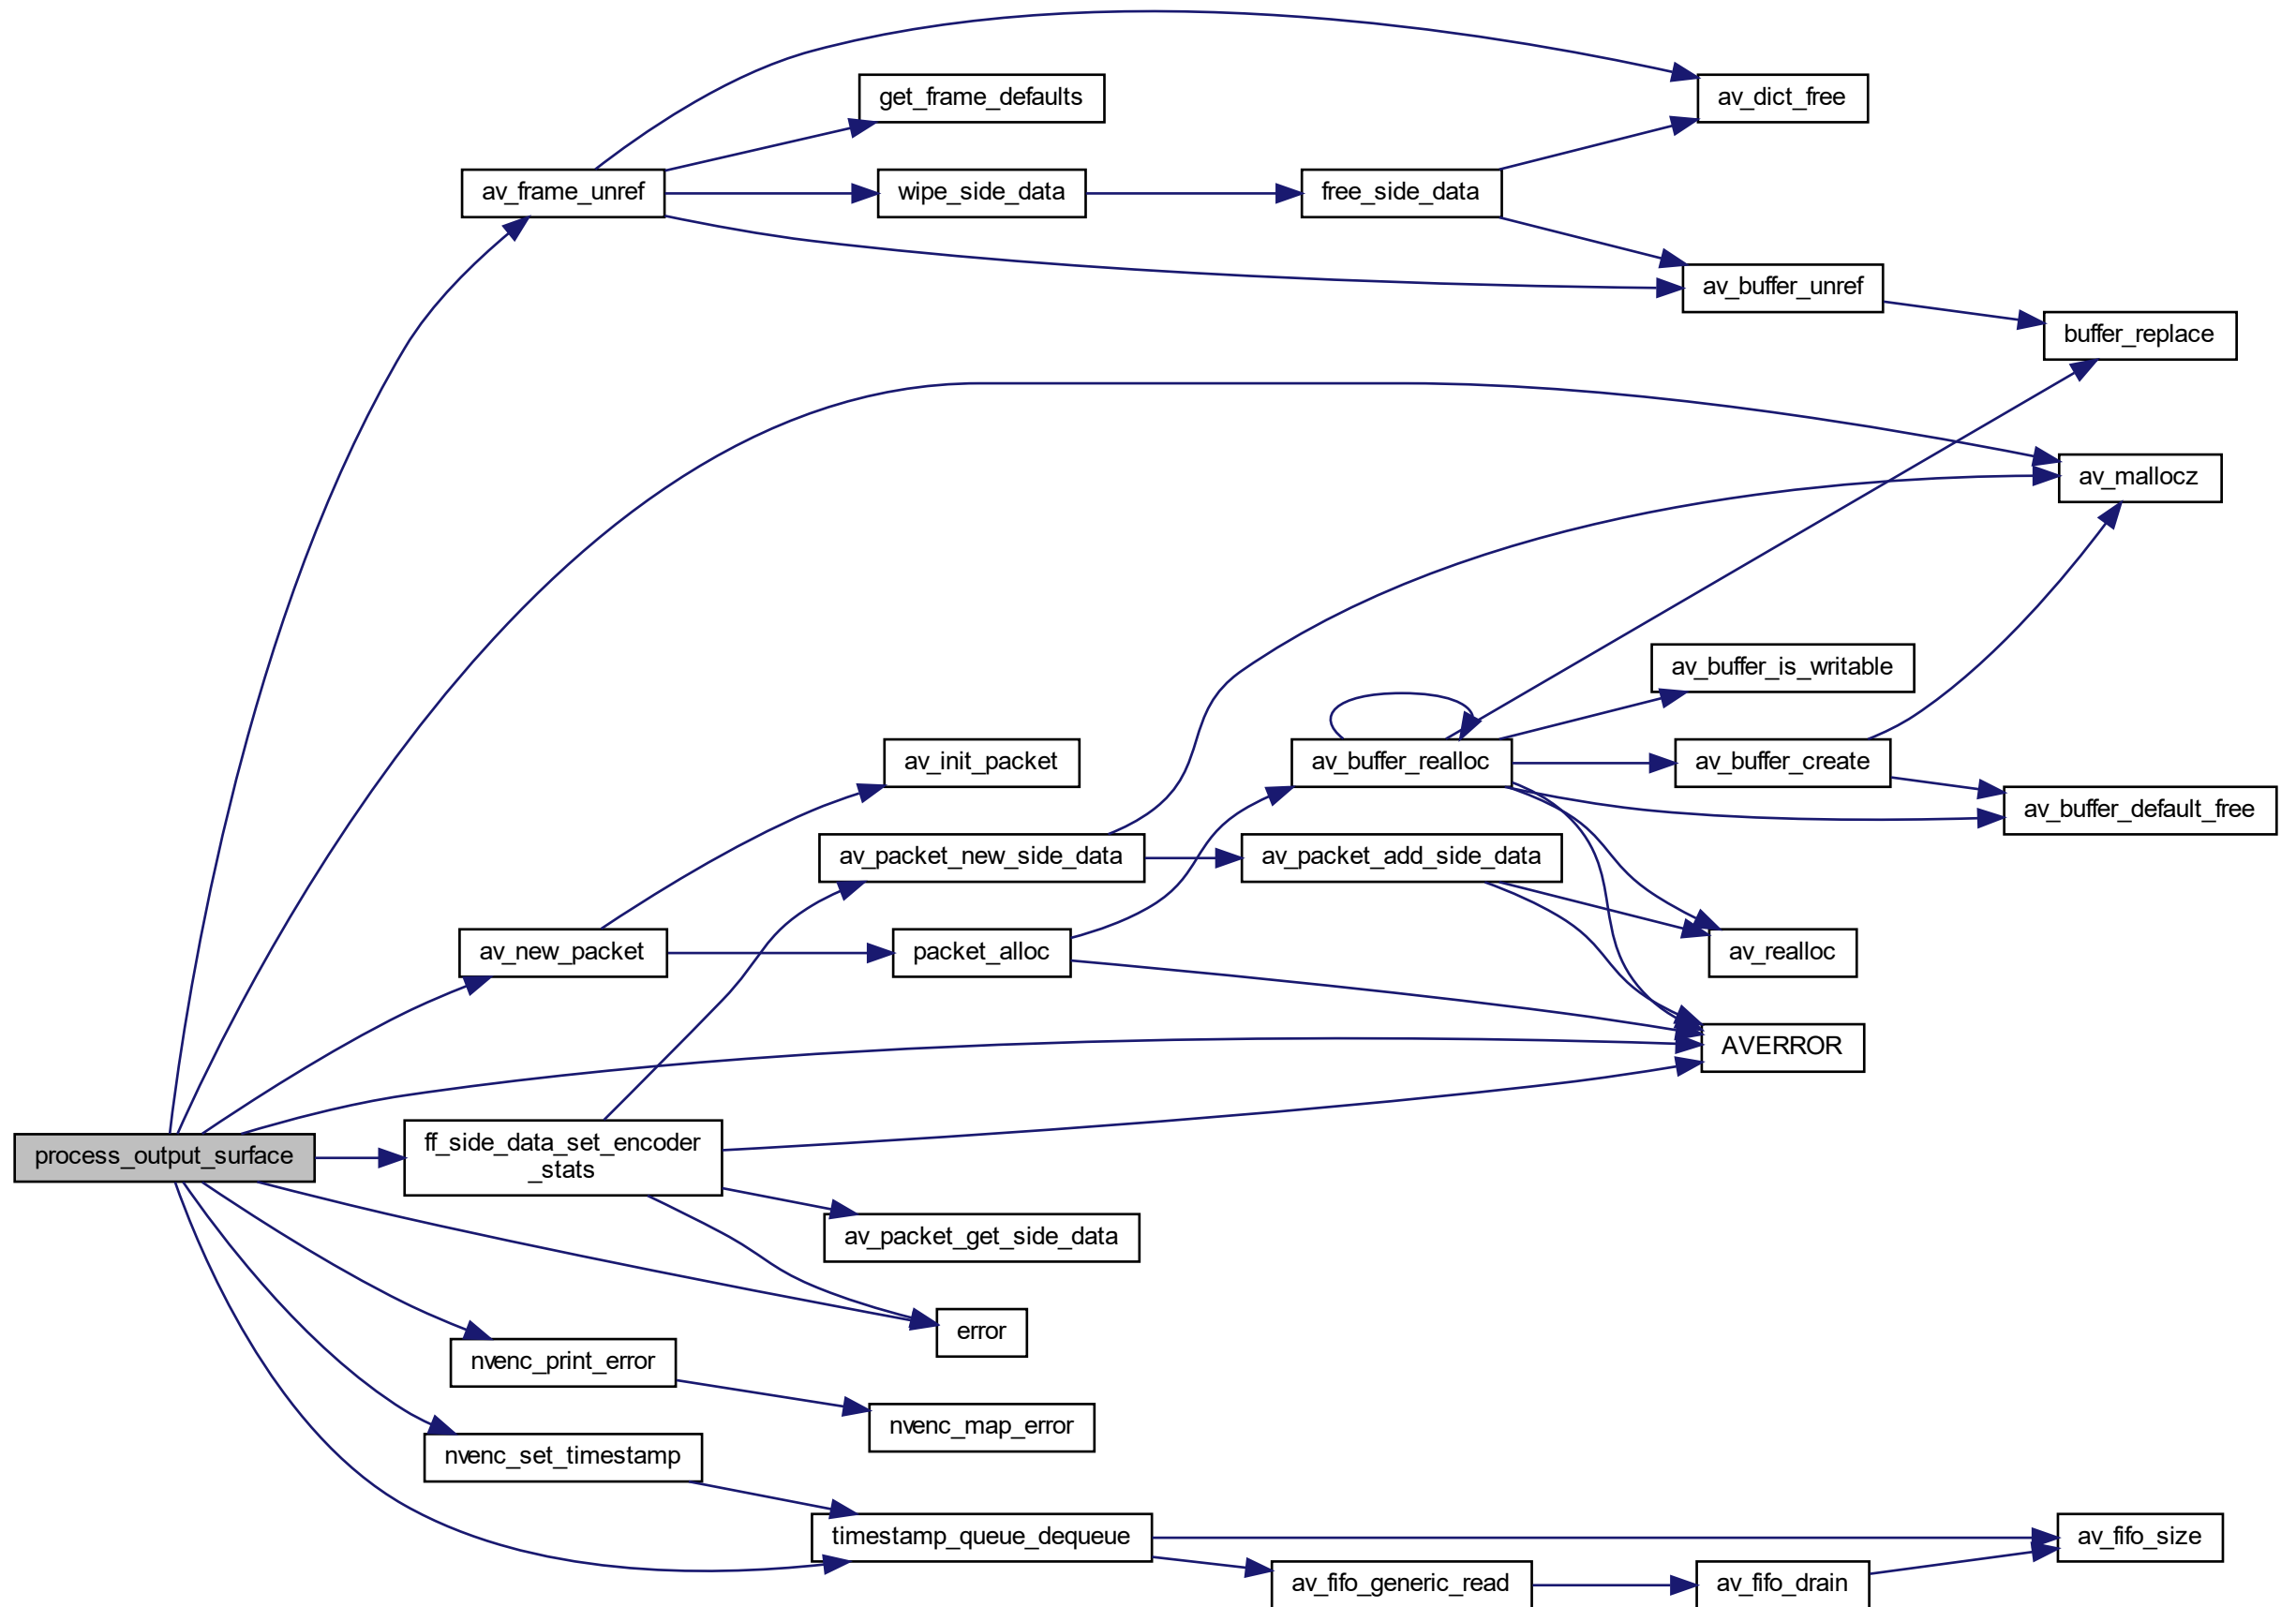 get_frame_defaults
av_dict_free
av_frame_unref
wipe_side_data
free_side_data
av_buffer_unref
buffer_replace
av_mallocz
av_buffer_is_writable
av_init_packet
av_buffer_realloc
av_buffer_create
av_buffer_default_free
av_packet_new_side_data
av_packet_add_side_data
av_new_packet
packet_alloc
av_realloc
AVERROR
process_output_surface
ff_side_data_set_encoder
_stats
av_packet_get_side_data
error
nvenc_print_error
nvenc_map_error
nvenc_set_timestamp
timestamp_queue_dequeue
av_fifo_size
av_fifo_generic_read
av_fifo_drain